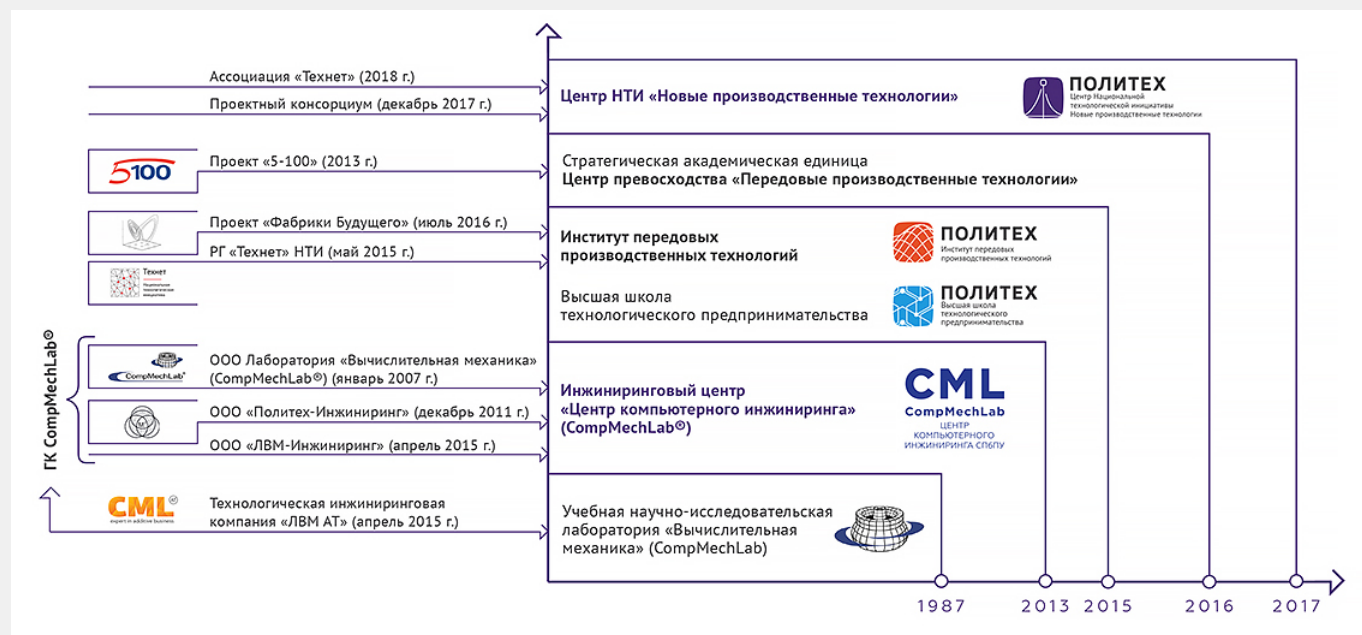 Ассоциация «Технет» (2018 г.)
Проектный консорциум (декабрь 2017 г.)
Центр НТИ «Новые производственные технологии»
ПОЛИТЕХ
Центр Национальной
технологической инициативы
Новые производственные технологии
5100
Проект «5-100» (2013 г.)
Стратегическая академическая единица
Центр превосходства «Передовые производственные технологии»
Проект «Фабрики Будущего» (июль 2016 г.)
РГ «Технет» НТИ (май 2015 г.)
Технет
Национальная
технологическая
инициатива
Институт передовых
производственных технологий
ПОЛИТЕХ
Институт передовых
производственных технологий
Высшая школа
технологического предпринимательства
ПОЛИТЕХ
Высшая школа
технологического
предпринимательства
ГК CompMechLab®
CompMechLab®
ООО Лаборатория «Вычислительная механика»
(CompMechLab®) (январь 2007 г.)
ООО «Политех-Инжиниринг» (декабрь 2011 г.)
ООО «ЛВМ-Инжиниринг» (апрель 2015 г.)
Инжиниринговый центр
«Центр компьютерного инжиниринга»
(CompMechLab®)
CML
CompMechLab
ЦЕНТР
КОМПЬЮТЕРНОГО
ИНЖИНИРИНГА СПбПУ
CML AT
expert in additive business
Технологическая инжиниринговая
компания «ЛВМ АТ» (апрель 2015 г.)
Учебная научно-исследовательская
лаборатория «Вычислительная
механика» (CompMechLab)
1987 2013 2015 2016 2017